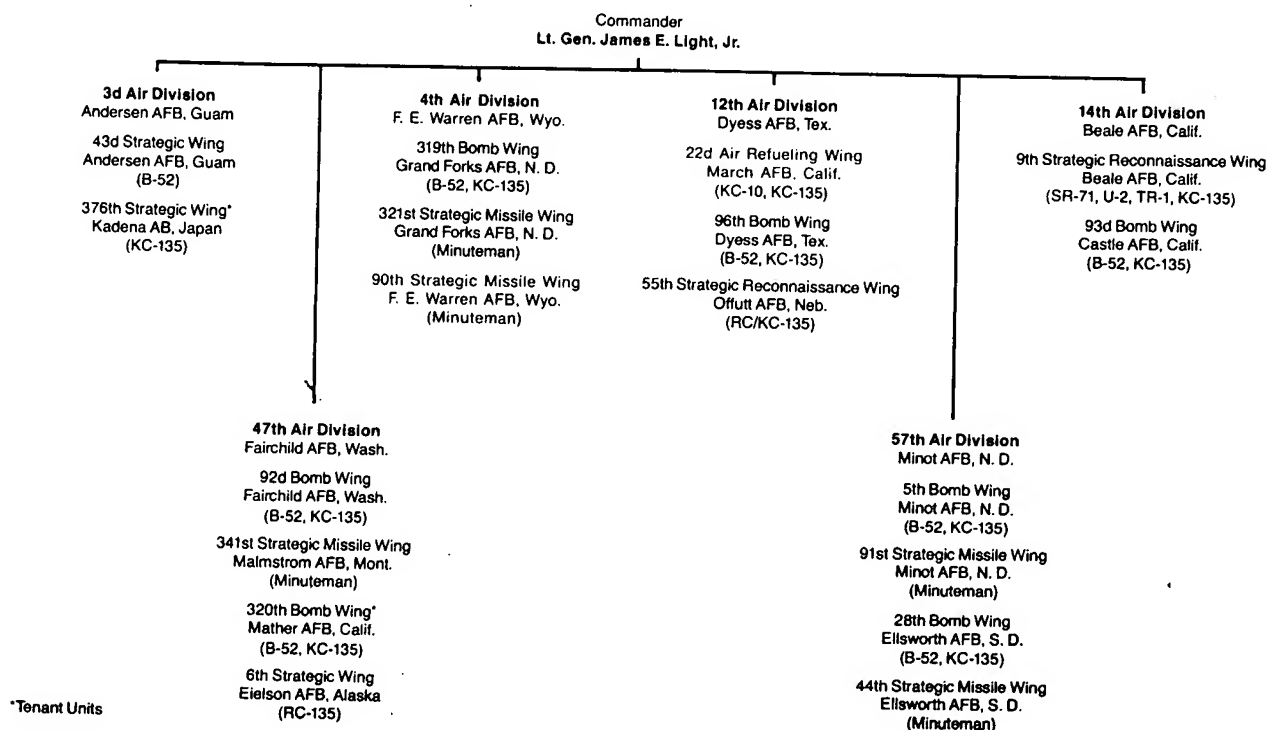 Commander
Lt. Gen. James E. Light, Jr.
3d Air Division
Andersen AFB, Guam
43d Strategic Wing
Andersen AFB, Guam
(B-52)
376th Strategic Wing*
Kadena AB, Japan
(KC-135)
4th Air Division
F. E. Warren AFB, Wyo.
319th Bomb Wing
Grand Forks AFB, N. D.
(B-52, KC-135)
321st Strategic Missile Wing
Grand Forks AFB, N. D.
(Minuteman)
90th Strategic Missile Wing
F. E. Warren AFB, Wyo.
(Minuteman)
12th Air Division
Dyess AFB, Tex.
22d Air Refueling Wing
March AFB, Calif.
(KC-10, KC-135)
96th Bomb Wing
Dyess AFB, Tex.
(B-52, KC-135)
55th Strategic Reconnaissance Wing
Offutt AFB, Neb.
(RC/KC-135)
14th Air Division
Beale AFB, Calif.
9th Strategic Reconnaissance Wing
Beale AFB, Calif.
(SR-71, U-2, TR-1, KC-135)
93d Bomb Wing
Castle AFB, Calif.
(B-52, KC-135)
47th Air Division
Fairchild AFB, Wash.
92d Bomb Wing
Fairchild AFB, Wash.
(B-52, KC-135)
341st Strategic Missile Wing
Malmstrom AFB, Mont.
(Minuteman)
320th Bomb Wing*
Mather AFB, Calif.
(B-52, KC-135)
6th Strategic Wing
Eielson AFB, Alaska
(RC-135)
57th Air Division
Minot AFB, N. D.
5th Bomb Wing
Minot AFB, N. D.
(B-52, KC-135)
91st Strategic Missile Wing
Minot AFB, N. D.
(Minuteman)
28th Bomb Wing
Ellsworth AFB, S. D.
(B-52, KC-135)
44th Strategic Missile Wing
Ellsworth AFB, S. D.
(Minuteman)
*Tenant Units